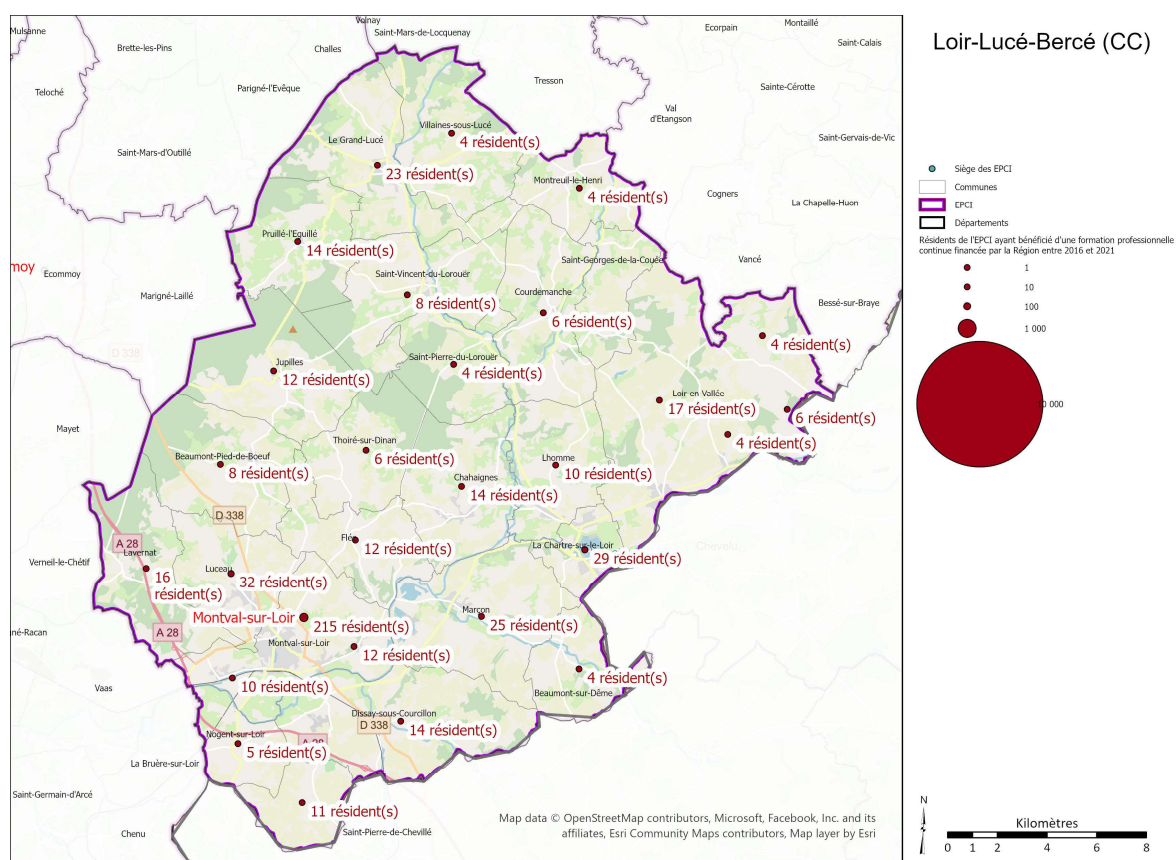 Loir-Lucé-Bercé (CC)
Siège des EPCI
Communes
EPCI
Départements
Résidents de l'EPCI ayant bénéficié d'une formation professionnelle
continue financée par la Région entre 2016 et 2021
1
10
100
1 000
Mulsanne
Brette-les-Pins
Challes
Volnay
Saint-Mars-de-Locquenay
Ecorpain
Montaillé
Saint-Calais
Teloché
Parigné-l'Evêque
Tresson
Sainte-Cérotte
Val
d'Etangson
Villaines-sous-Lucé
4 résident(s)
Le Grand-Lucé
Saint-Gervais-de-Vic
Saint-Mars-d'Outillé
23 résident(s)
Montreuil-le-Henri
4 résident(s)
Cogners
La Chapelle-Huon
Pruillé-l'Eguillé
14 résident(s)
Saint-Georges-de-la-Couée
Vancé
moy
Ecommoy
Saint-Vincent-du-Lorouër
Marigné-Laillé
8 résident(s)
Courdemanche
Bessé-sur-Braye
6 résident(s)
4 résident(s)
D 338
Jupilles
12 résident(s)
Saint-Pierre-du-Lorouër
4 résident(s)
Loir en Vallée
17 résident(s)
6 résident(s)
Mayet
4 résident(s)
Thoiré-sur-Dinan
6 résident(s)
Beaumont-Pied-de-Bœuf
8 résident(s)
Lhomme
10 résident(s)
Chahaignes
14 résident(s)
D 338
A 28
Flée
12 résident(s)
La Chartre-sur-le-Loir
29 résident(s)
Verneil-le-Chétif
Lavernat
16
résident(s)
Luceau
32 résident(s)
Montval-sur-Loir
215 résident(s)
Marçon
25 résident(s)
né-Racan
A 28
Montval-sur-Loir
12 résident(s)
Vaas
10 résident(s)
4 résident(s)
Beaumont-sur-Dême
Dissay-sous-Courcillon
14 résident(s)
D 338
Nogent-sur-Loir
5 résident(s)
A 28
La Bruère-sur-Loir
Saint-Germain-d'Arcé
11 résident(s)
Chenu
Saint-Pierre-de-Chevillé
Map data © OpenStreetMap contributors, Microsoft, Facebook, Inc. and its
affiliates, Esri Community Maps contributors, Map layer by Esri
N
Kilomètres
0 1 2 4 6 8